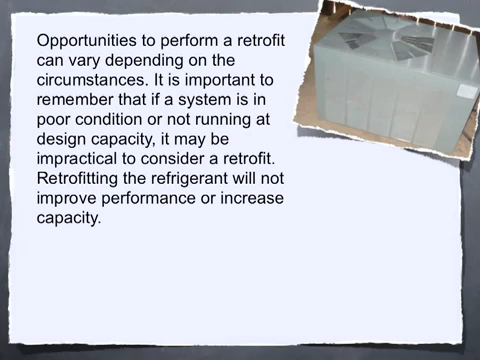 Opportunities to perform a retrofit
can vary depending on the
circumstances. It is important to
remember that if a system is in
poor condition or not running at
design capacity, it may be
impractical to consider a retrofit.
Retrofitting the refrigerant will not
improve performance or increase
capacity.